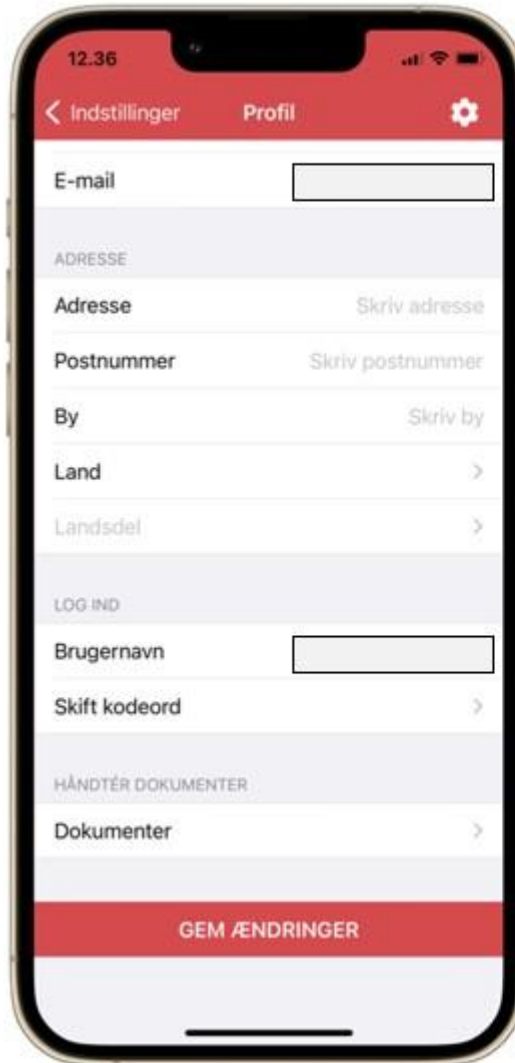 12.36
Indstillinger Profil
E-mail
ADRESSE
Adresse Skriv adresse
Postnummer Skriv postnummer
By Skriv by
Land
Landsdel
LOG IND
Brugernavn
Skift kodeord
HÅNDTÉR DOKUMENTER
Dokumenter
GEM ÆNDRINGER